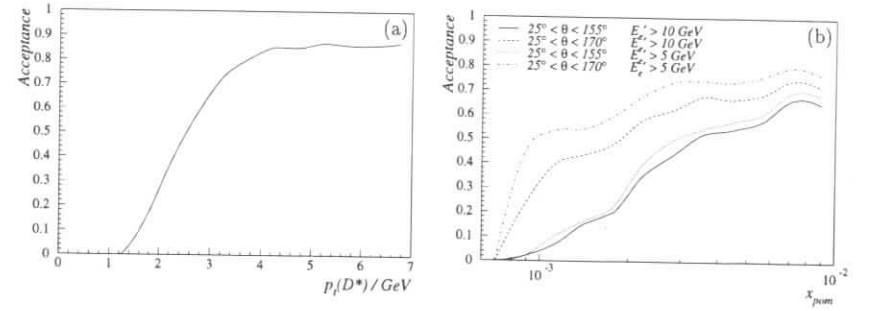 Acceptance
1
0.9
0.8
0.7
0.6
0.5
0.4
0.3
0.2
0.1
0
(a)
0 1 2 3 4 5 6 7
p_t(D*) / GeV
Acceptance
1
0.9
0.8
0.7
0.6
0.5
0.4
0.3
0.2
0.1
0
25° < θ < 155° E_e' > 10 GeV
25° < θ < 170° E_e' > 10 GeV
25° < θ < 155° E_e' > 5 GeV
25° < θ < 170° E_e' > 5 GeV
(b)
10^-3 10^-2
x_pom